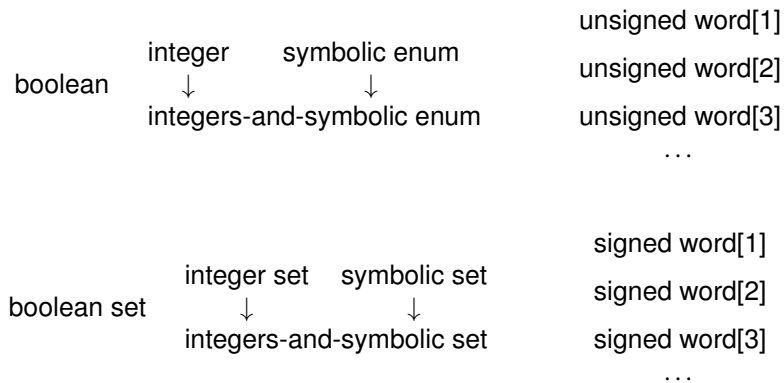 boolean
integer symbolic enum
↓ ↓
integers-and-symbolic enum
unsigned word[1]
unsigned word[2]
unsigned word[3]
...
boolean set
integer set symbolic set
↓ ↓
integers-and-symbolic set
signed word[1]
signed word[2]
signed word[3]
...